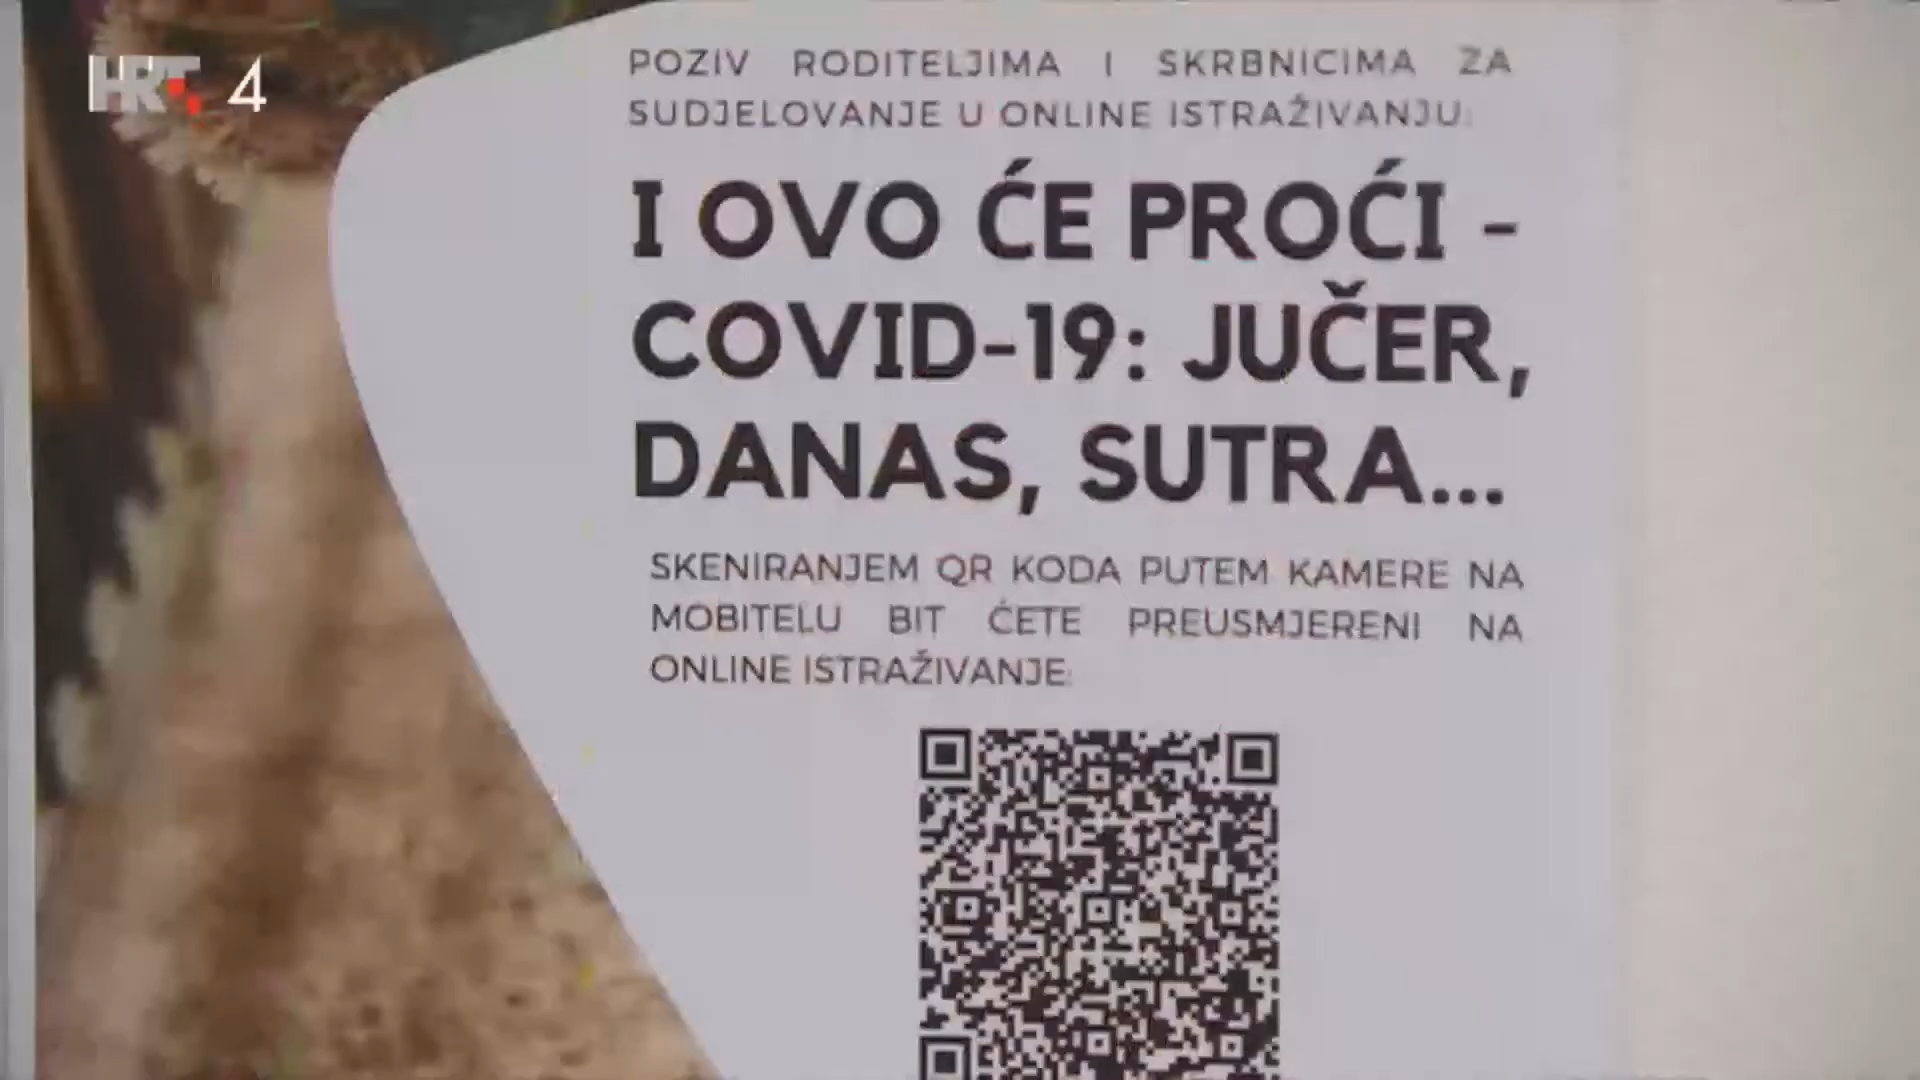 HRT 4
POZIV RODITELJIMA I SKRBNICIMA ZA
SUDJELOVANJE U ONLINE ISTRAŽIVANJU:
I OVO ĆE PROĆI -
COVID-19: JUČER,
DANAS, SUTRA...
SKENIRANJEM QR KODA PUTEM KAMERE NA
MOBITELU BIT ĆETE PREUSMJERENI NA
ONLINE ISTRAŽIVANJE: